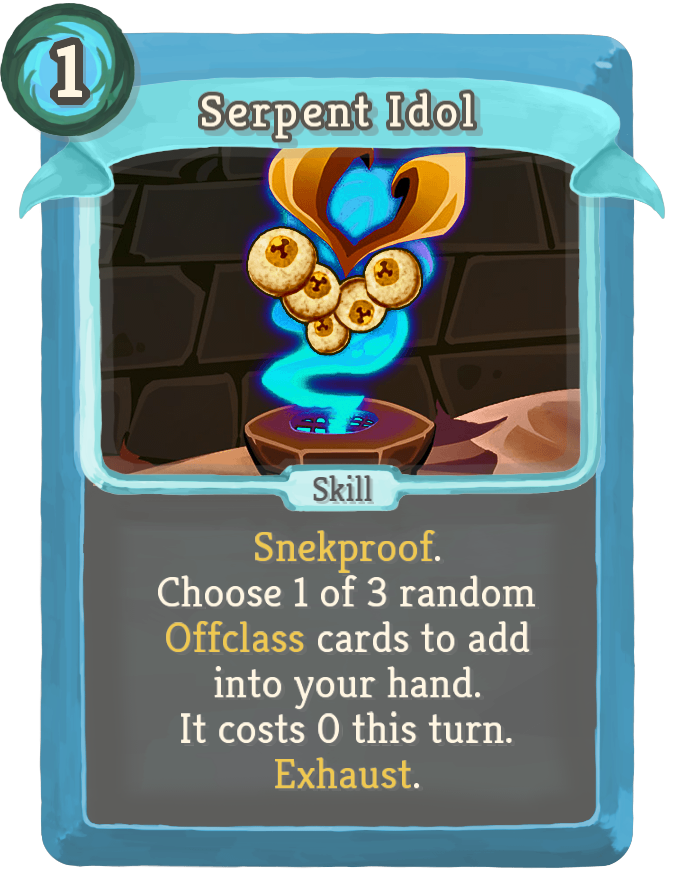 1
Serpent Idol
Skill
Snekproof.
Choose 1 of 3 random
Offclass cards to add
into your hand.
It costs 0 this turn.
Exhaust.